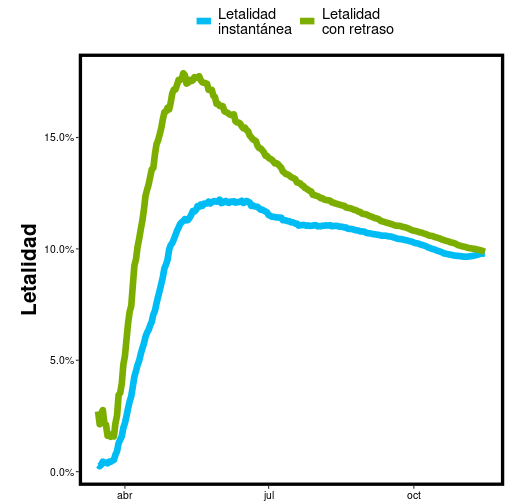 Letalidad
instantánea
Letalidad
con retraso
Letalidad
15.0%
10.0%
5.0%
0.0%
abr jul oct